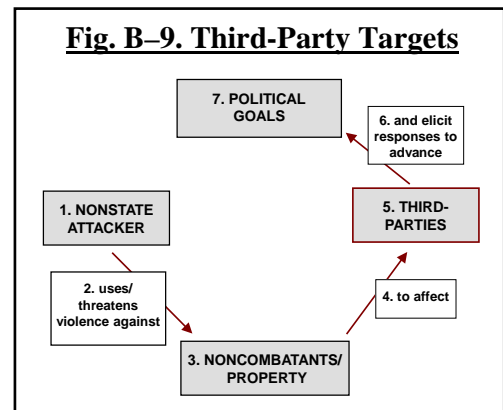 Fig. B–9. Third-Party Targets
7. POLITICAL
GOALS
6. and elicit
responses to
advance
1. NONSTATE
ATTACKER
5. THIRD-
PARTIES
2. uses/
threatens
violence against
4. to affect
3. NONCOMBATANTS/
PROPERTY